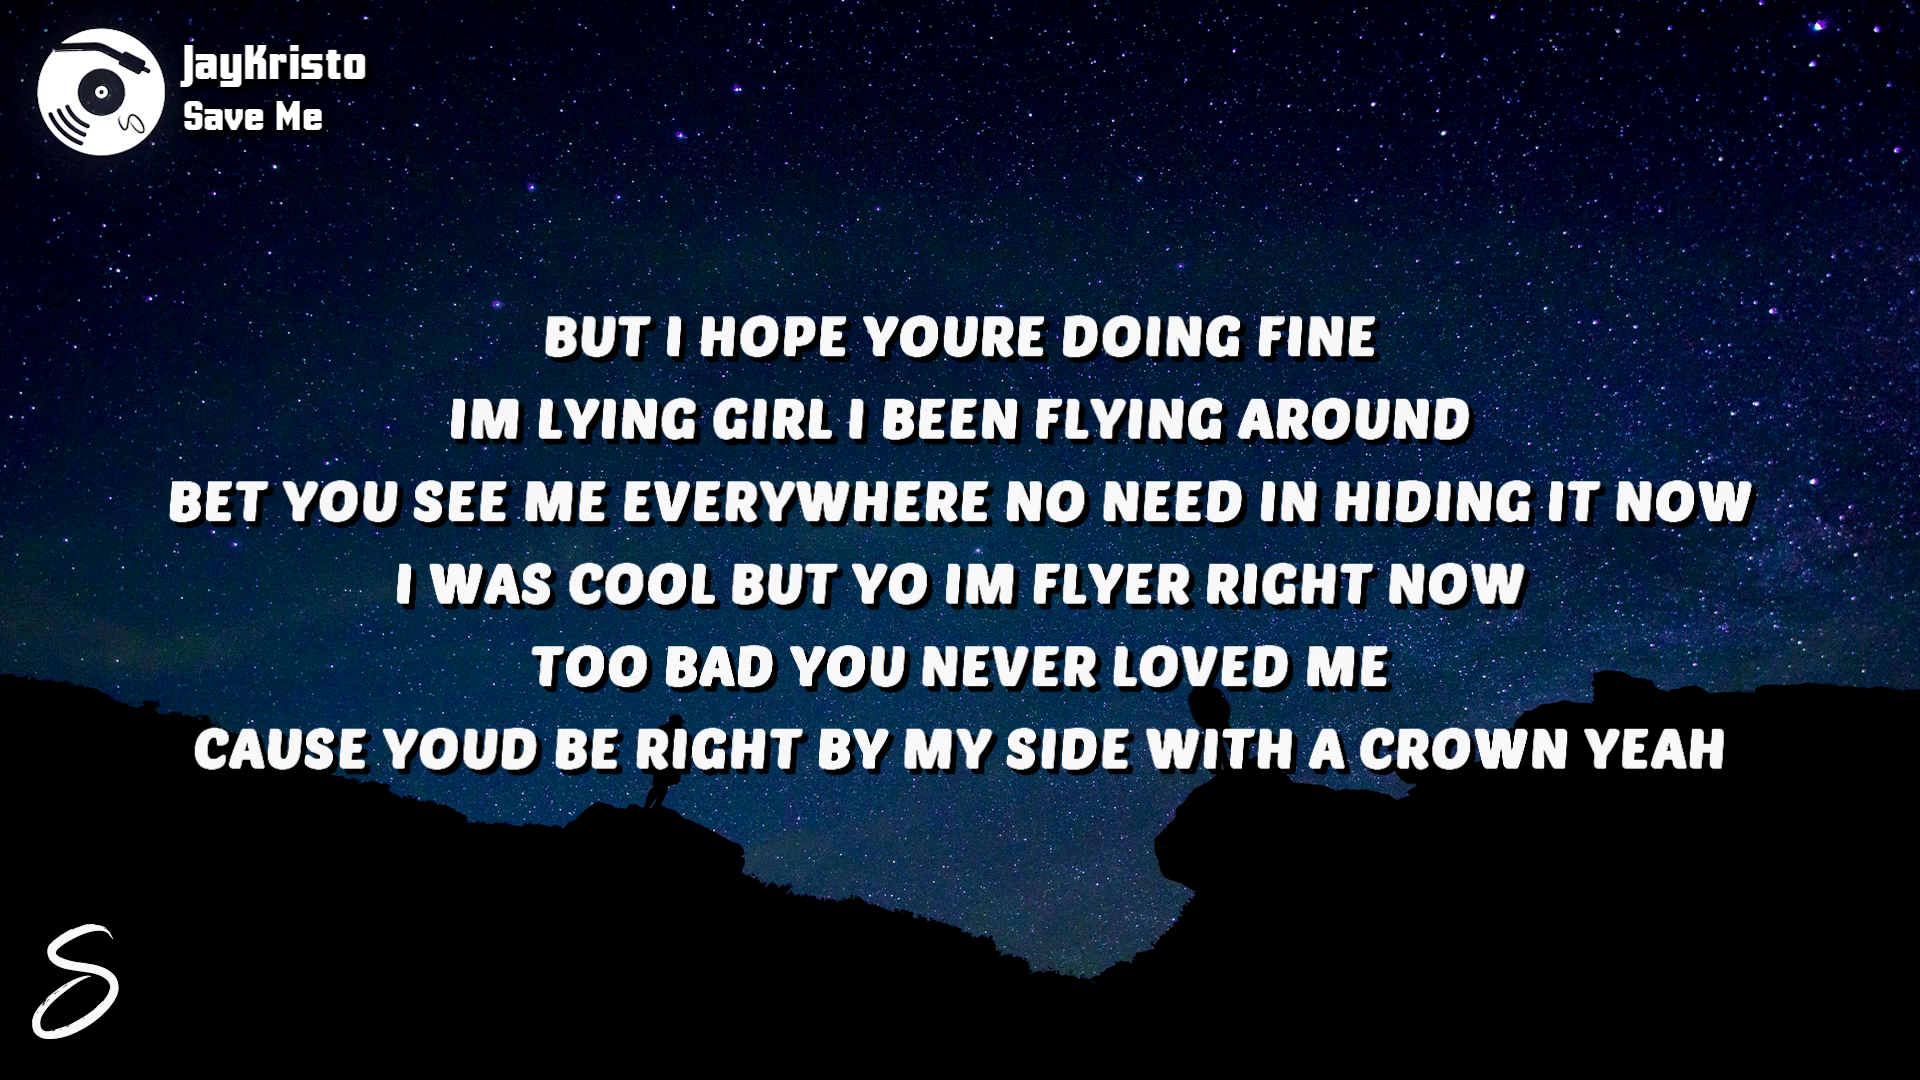 JayKristo
Save Me
BUT I HOPE YOURE DOING FINE
IM LYING GIRL I BEEN FLYING AROUND
BET YOU SEE ME EVERYWHERE NO NEED IN HIDING IT NOW
I WAS COOL BUT YO IM FLYER RIGHT NOW
TOO BAD YOU NEVER LOVED ME
CAUSE YOUD BE RIGHT BY MY SIDE WITH A CROWN YEAH
S